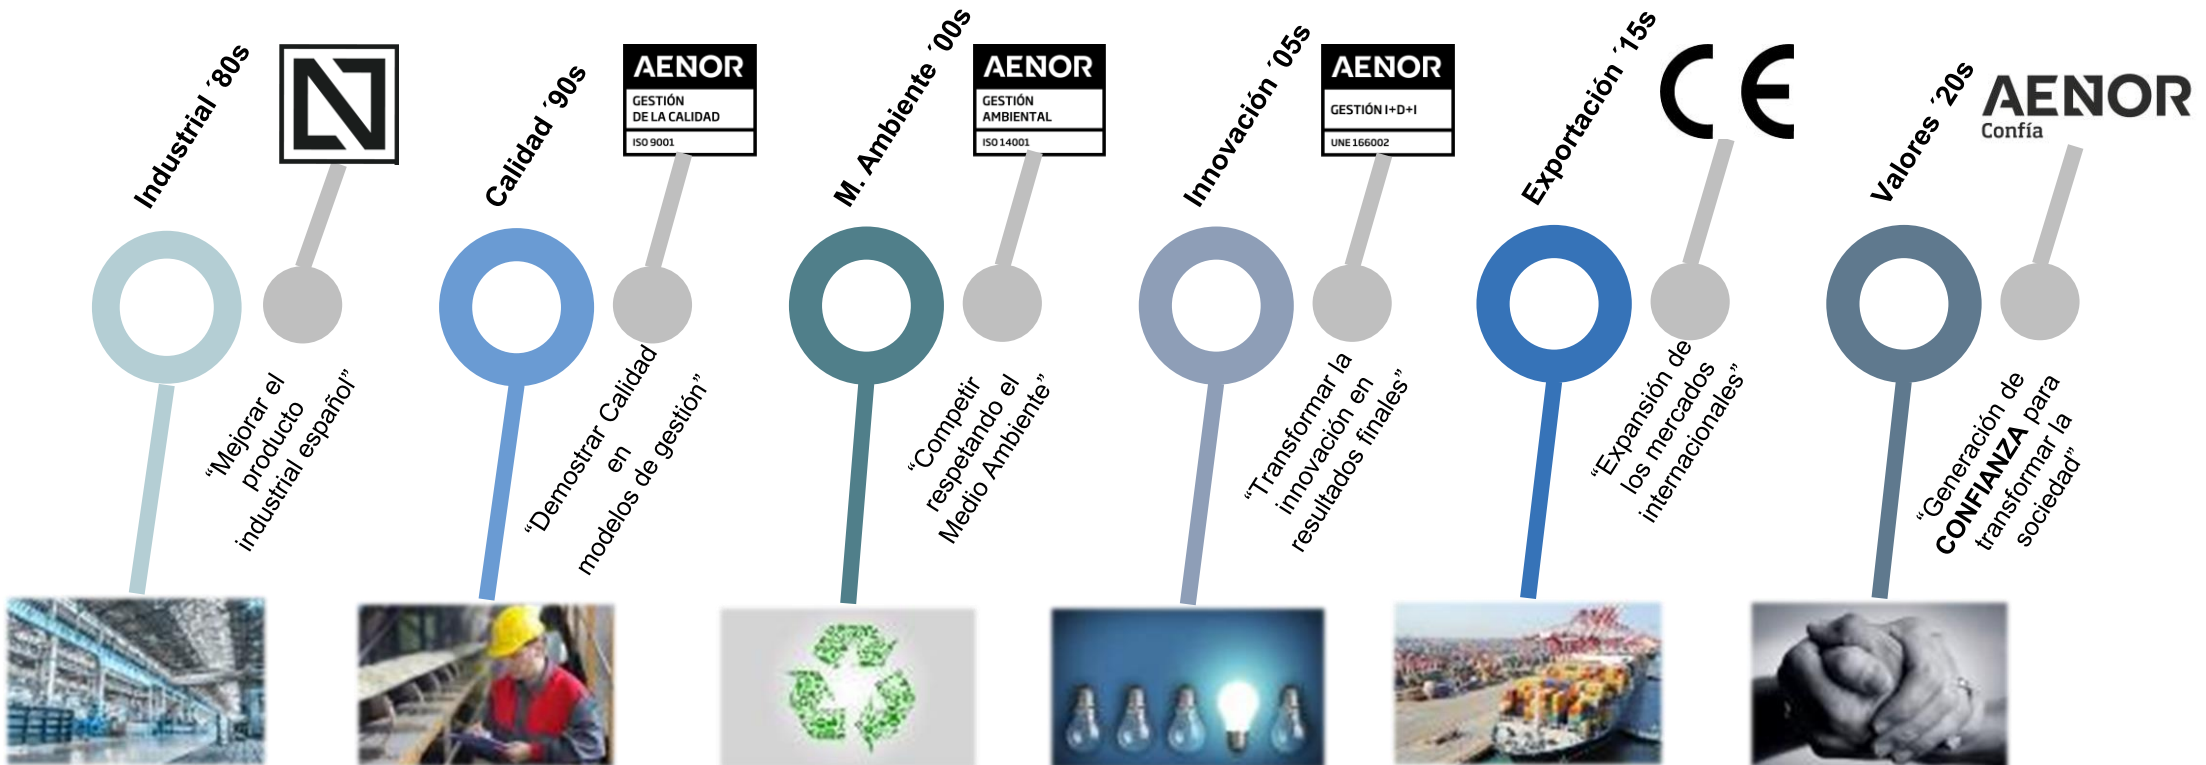 Industrial ´80s
“Mejorar el
producto
industrial español”
Calidad ´90s
AENOR
GESTIÓN
DE LA CALIDAD
ISO 9001
“Demostrar Calidad
en
modelos de gestión”
M. Ambiente ´00s
AENOR
GESTIÓN
AMBIENTAL
ISO 14001
“Competir
respetando el
Medio Ambiente”
Innovación ´05s
AENOR
GESTIÓN I+D+I
UNE 166002
“Transformar la
innovación en
resultados finales”
Exportación ´15s
CE
“Expansión de
los mercados
internacionales”
Valores ´20s
AENOR
Confía
“Generación de
CONFIANZA para
transformar la
sociedad”